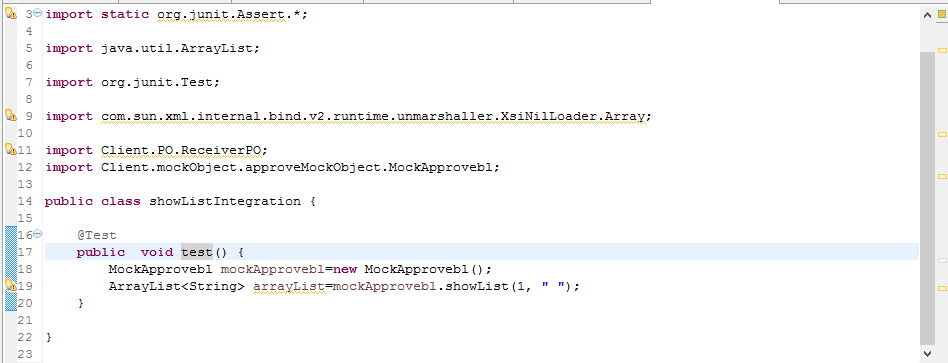 3 import static org.junit.Assert.*;
4
5 import java.util.ArrayList;
6
7 import org.junit.Test;
8
9 import com.sun.xml.internal.bind.v2.runtime.unmarshaller.XsiNilLoader.Array;
10
11 import Client.PO.ReceiverPO;
12 import Client.mockObject.approveMockObject.MockApprovebl;
13
14 public class showListIntegration {
15
16 @Test
17 public  void test() {
18 MockApprovebl mockApprovebl=new MockApprovebl();
19 ArrayList<String> arrayList=mockApprovebl.showList(1, " ");
20 }
21
22 }
23